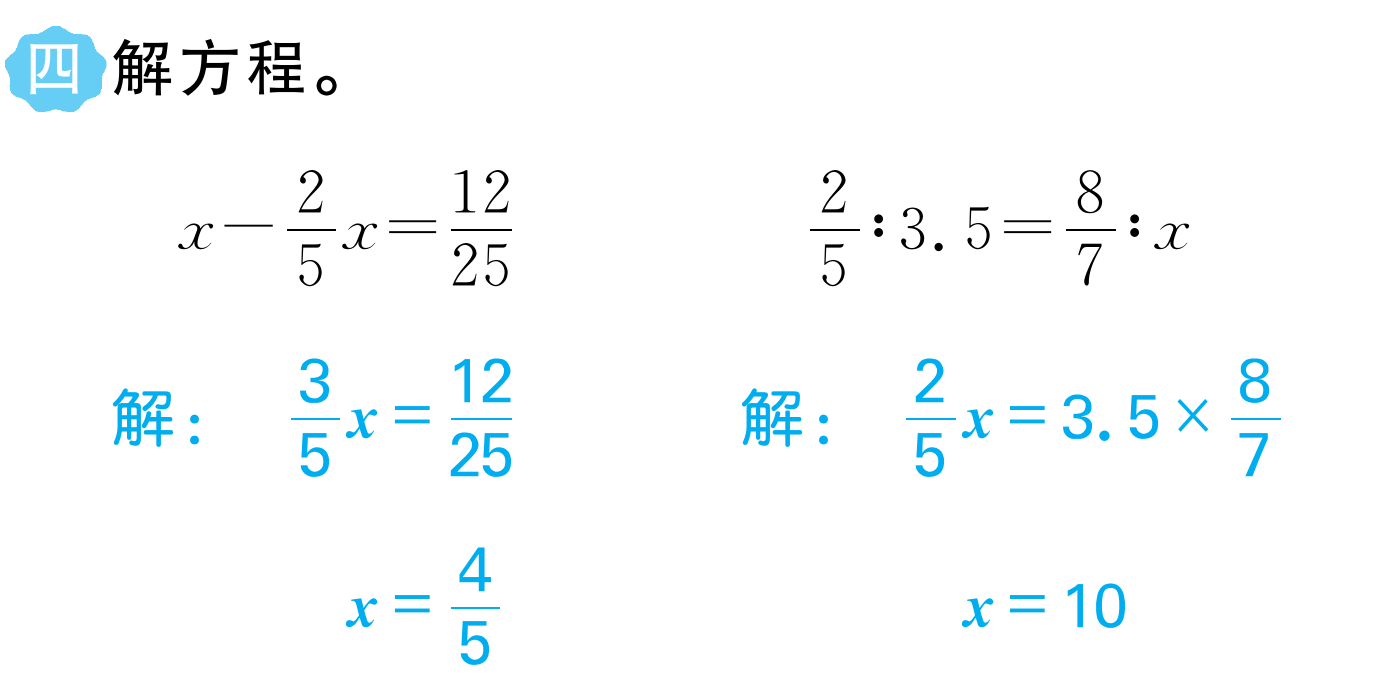 四 解方程。
x－2/5x＝12/25　　2/5∶3.5＝8/7∶x
解：　3/5x＝12/25　　解：　2/5x＝3.5×8/7
x＝4/5　　x＝10